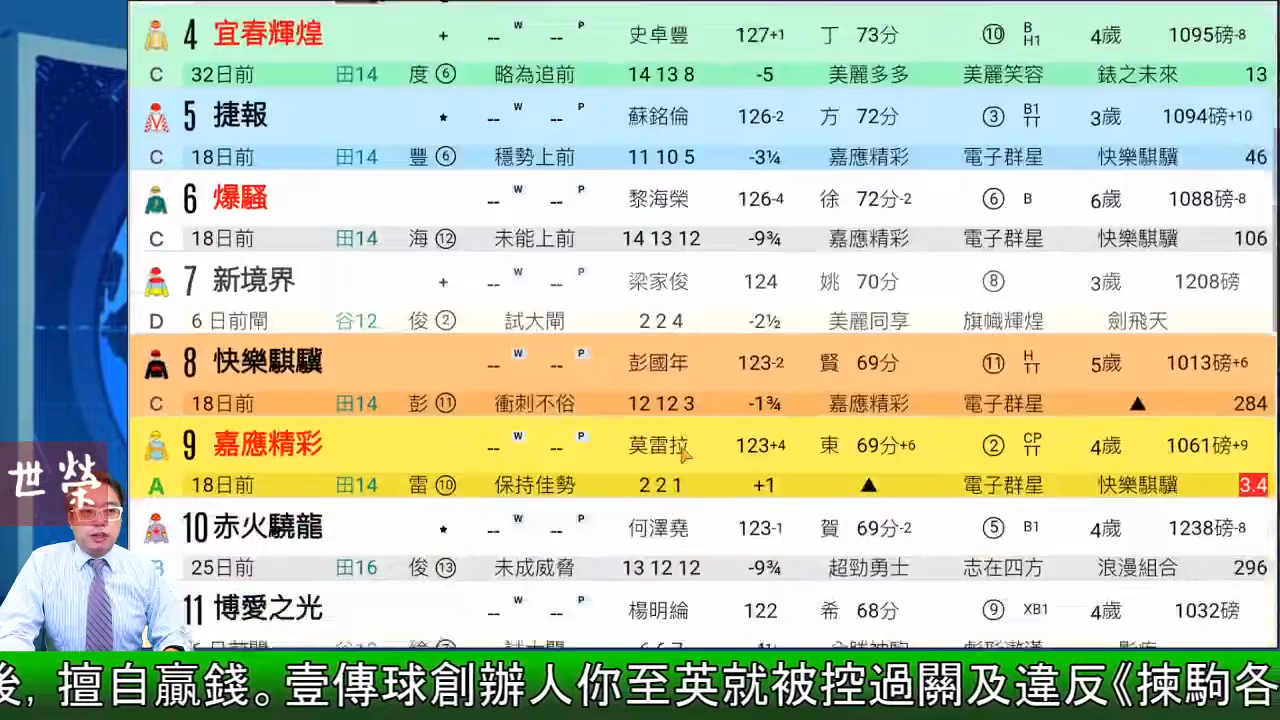 4 宜春輝煌 + -- W -- P 史卓豐 127+1 丁 73分 ⑩ B H1 4歲 1095磅-8
C 32日前 田14 度 ⑥ 略為追前 14 13 8 -5 美麗多多 美麗笑容 錶之未來 13
5 捷報 ★ -- W -- P 蘇銘倫 126-2 方 72分 ③ B1 TT 3歲 1094磅+10
C 18日前 田14 豐 ⑥ 穩勢上前 11 10 5 -3¼ 嘉應精彩 電子群星 快樂騏驥 46
6 爆騷 -- W -- P 黎海榮 126-4 徐 72分-2 ⑥ B 6歲 1088磅-8
C 18日前 田14 海 ⑫ 未能上前 14 13 12 -9¾ 嘉應精彩 電子群星 快樂騏驥 106
7 新境界 + -- W -- P 梁家俊 124 姚 70分 ⑧ 3歲 1208磅
D 6 日前閘 谷12 俊 ② 試大閘 2 2 4 -2½ 美麗同享 旗幟輝煌 劍飛天
8 快樂騏驥 -- W -- P 彭國年 123-2 賢 69分 ⑪ H TT 5歲 1013磅+6
C 18日前 田14 彭 ⑪ 衝刺不俗 12 12 3 -1¾ 嘉應精彩 電子群星 ▲ 284
9 嘉應精彩 -- W -- P 莫雷拉 123+4 東 69分+6 ② CP TT 4歲 1061磅+9
A 18日前 田14 雷 ⑩ 保持佳勢 2 2 1 +1 ▲ 電子群星 快樂騏驥 3.4
10 赤火驍龍 ★ -- W -- P 何澤堯 123-1 賀 69分-2 ⑤ B1 4歲 1238磅-8
25日前 田16 俊 ⑬ 未成威脅 13 12 12 -9¾ 超勁勇士 志在四方 浪漫組合 296
11 博愛之光 -- W -- P 楊明綸 122 希 68分 ⑨ XB1 4歲 1032磅
世榮
後, 擅自贏錢。壹傳球創辦人你至英就被控過關及違反《揀駒各